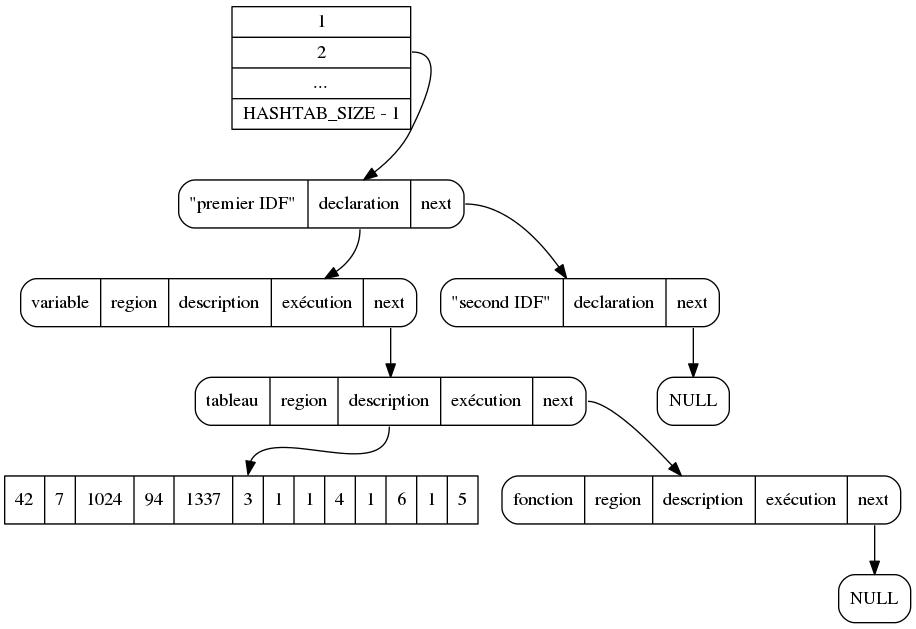 1
2
...
HASHTAB_SIZE - 1
"premier IDF" declaration next
variable region description exécution next
"second IDF" declaration next
tableau region description exécution next
NULL
42 7 1024 94 1337 3 1 1 4 1 6 1 5
fonction region description exécution next
NULL